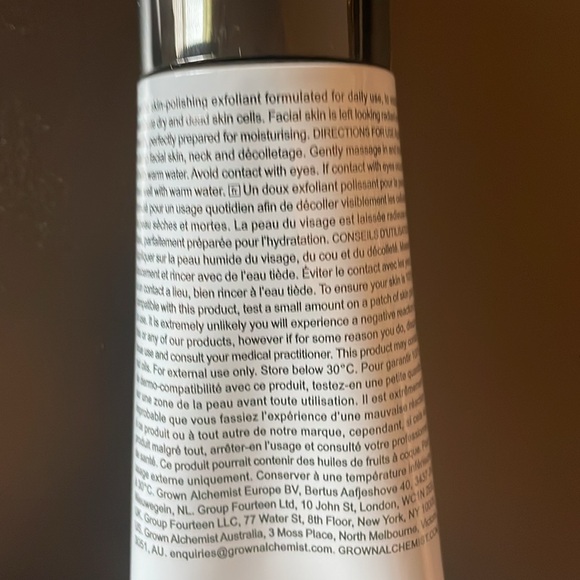 skin-polishing exfoliant formulated for daily use, to
dry and dead skin cells. Facial skin is left looking
perfectly prepared for moisturising. DIRECTIONS FOR USE
facial skin, neck and décolletage. Gently massage in
warm water. Avoid contact with eyes. If contact with eyes
well with warm water. Un doux exfoliant polissant pour la
pour un usage quotidien afin de décoller visiblement les
sèches et mortes. La peau du visage est laissée
parfaitement préparée pour l'hydratation. CONSEILS D'UTILISATION
sur la peau humide du visage, du cou et du décolleté.
et rincer avec de l'eau tiède. Éviter le contact avec les
contact a lieu, bien rincer à l'eau tiède. To ensure your skin is
with this product, test a small amount on a patch of skin
It is extremely unlikely you will experience a negative
or any of our products, however if for some reason you do,
use and consult your medical practitioner. This product may
oils. For external use only. Store below 30°C. Pour garantir
dermo-compatibilité avec ce produit, testez-en une petite
une zone de la peau avant toute utilisation. Il est
que vous fassiez l'expérience d'une mauvaise
produit ou à tout autre de notre marque, cependant, si
malgré tout, arrêter-en l'usage et consulté votre
santé. Ce produit pourrait contenir des huiles de fruits à coque.
externe uniquement. Conserver à une température
30°C. Grown Alchemist Europe BV, Bertus Aafjeshove 40, 3437
Nieuwegein, NL. Group Fourteen Ltd, 10 John St, London, WC1N
UK. Group Fourteen LLC, 77 Water St, 8th Floor, New York, NY
US. Grown Alchemist Australia, 3 Moss Place, North Melbourne,
3051, AU. enquiries@grownalchemist.com. GROWNALCHEMIST.COM